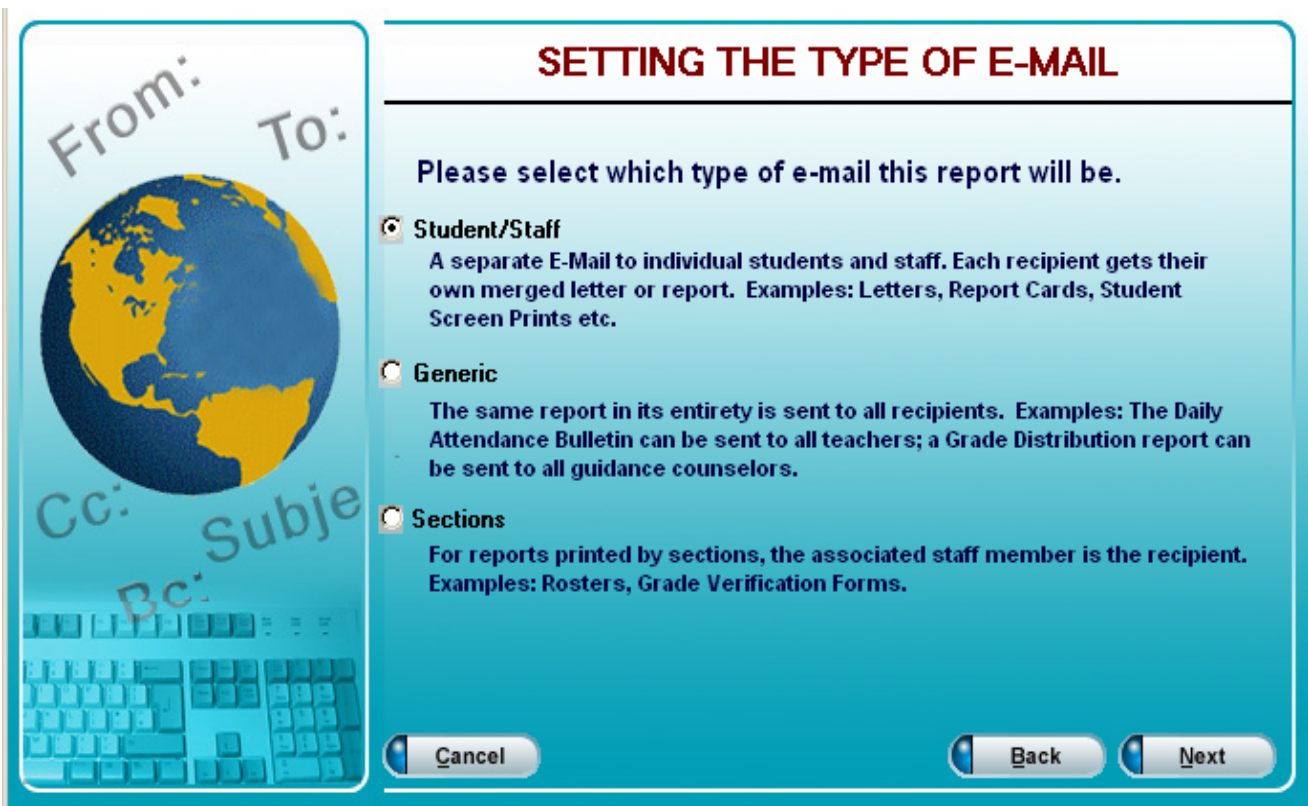 From:
To:
Cc:
Subje
Bc:
SETTING THE TYPE OF E-MAIL
Please select which type of e-mail this report will be.
Student/Staff
A separate E-Mail to individual students and staff. Each recipient gets their
own merged letter or report. Examples: Letters, Report Cards, Student
Screen Prints etc.
Generic
The same report in its entirety is sent to all recipients. Examples: The Daily
Attendance Bulletin can be sent to all teachers; a Grade Distribution report can
be sent to all guidance counselors.
Sections
For reports printed by sections, the associated staff member is the recipient.
Examples: Rosters, Grade Verification Forms.
Cancel
Back
Next